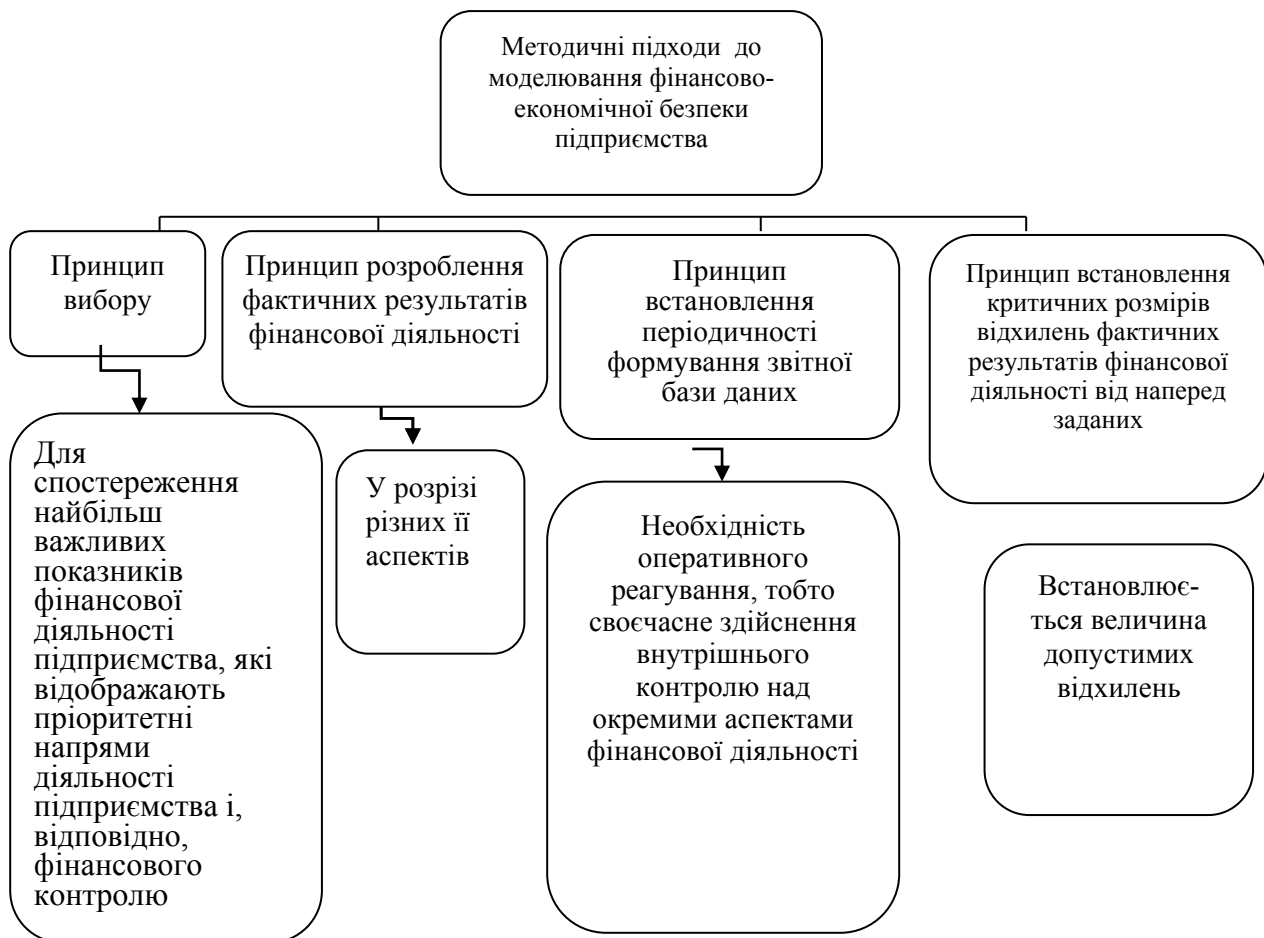 Методичні підходи до
моделювання фінансово-
економічної безпеки
підприємства
Принцип
вибору
Принцип розроблення
фактичних результатів
фінансової діяльності
Принцип
встановлення
періодичності
формування звітної
бази даних
Принцип встановлення
критичних розмірів
відхилень фактичних
результатів фінансової
діяльності від наперед
заданих
Для
спостереження
найбільш
важливих
показників
фінансової
діяльності
підприємства, які
відображають
пріоритетні
напрями
діяльності
підприємства і,
відповідно,
фінансового
контролю
У розрізі
різних її
аспектів
Необхідність
оперативного
реагування, тобто
своєчасне здійснення
внутрішнього
контролю над
окремими аспектами
фінансової діяльності
Встановлює-
ться величина
допустимих
відхилень